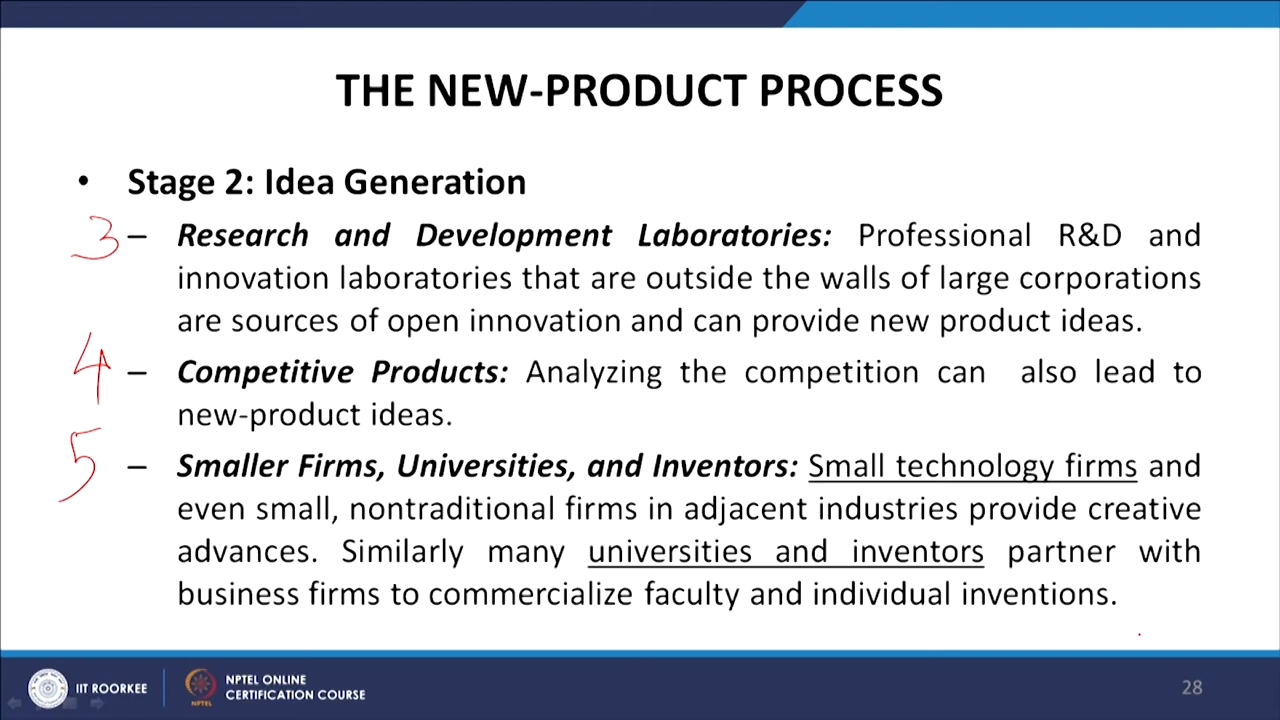 THE NEW-PRODUCT PROCESS
• Stage 2: Idea Generation
3 – Research and Development Laboratories: Professional R&D and
innovation laboratories that are outside the walls of large corporations
are sources of open innovation and can provide new product ideas.
4 – Competitive Products: Analyzing the competition can also lead to
new-product ideas.
5 – Smaller Firms, Universities, and Inventors: Small technology firms and
even small, nontraditional firms in adjacent industries provide creative
advances. Similarly many universities and inventors partner with
business firms to commercialize faculty and individual inventions.
IIT ROORKEE
NPTEL
NPTEL ONLINE
CERTIFICATION COURSE
28